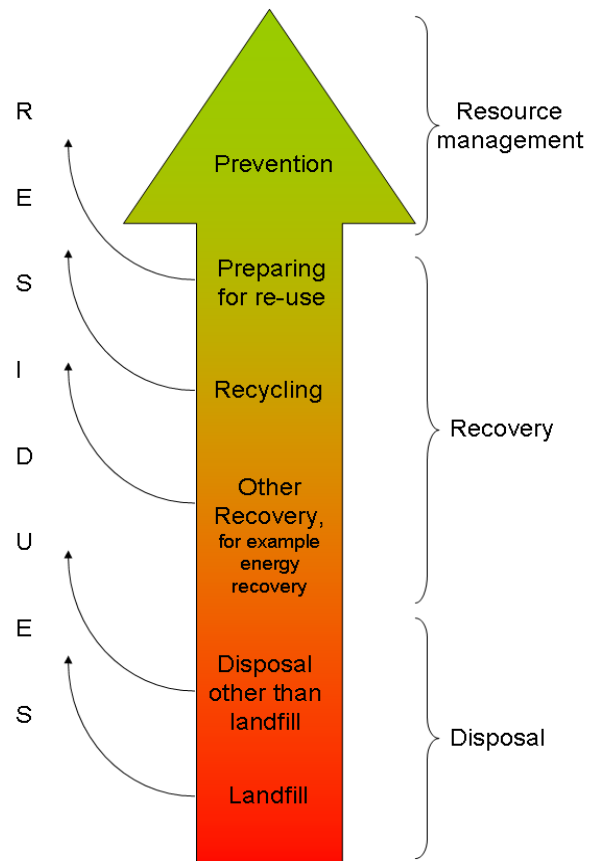 R
E
S
I
D
U
E
S
Prevention
Preparing
for re-use
Recycling
Other
Recovery,
for example
energy
recovery
Disposal
other than
landfill
Landfill
Resource
management
Recovery
Disposal